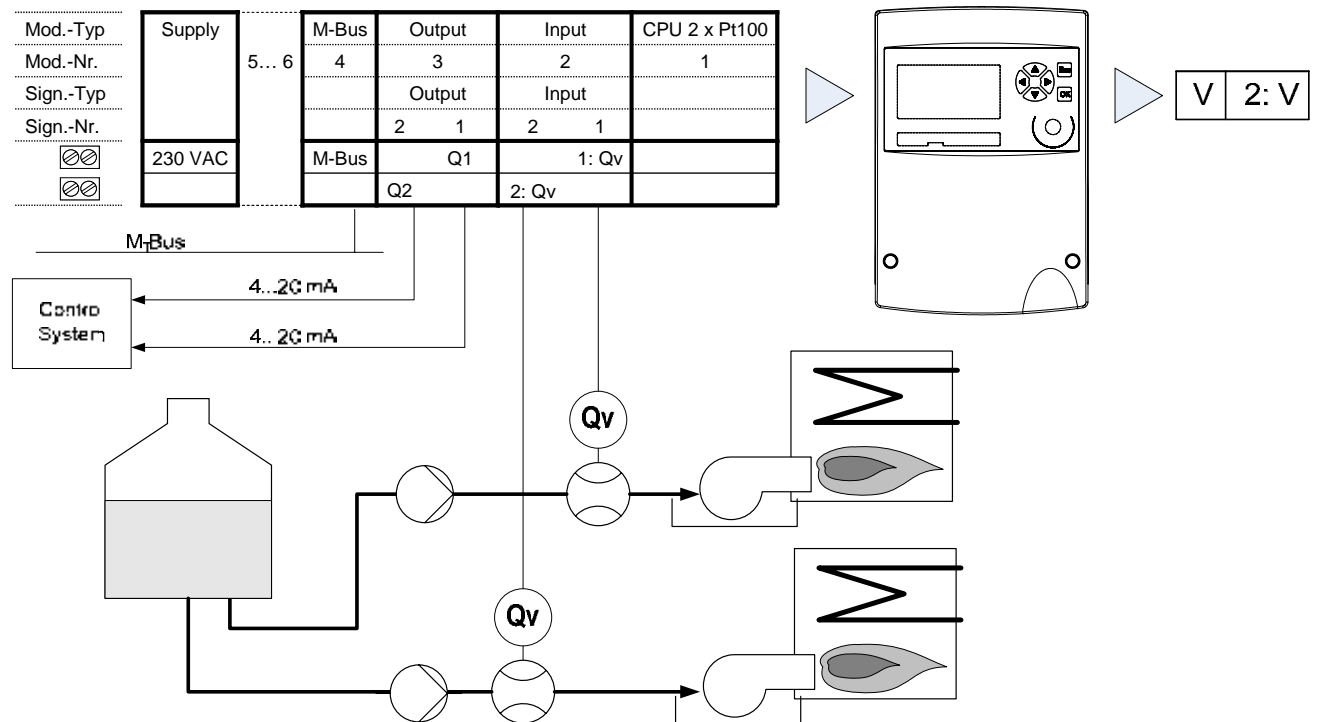 Mod.-Typ Supply M-Bus Output Input CPU 2 x Pt100
Mod.-Nr. 5… 6 4 3 2 1
Sign.-Typ Output Input
Sign.-Nr. 2 1 2 1
230 VAC M-Bus Q1 1: Qv
Q2 2: Qv
OK
V 2: V
M-Bus
4...20 mA
Contro
System
4.. 20 mA
Qv
Qv